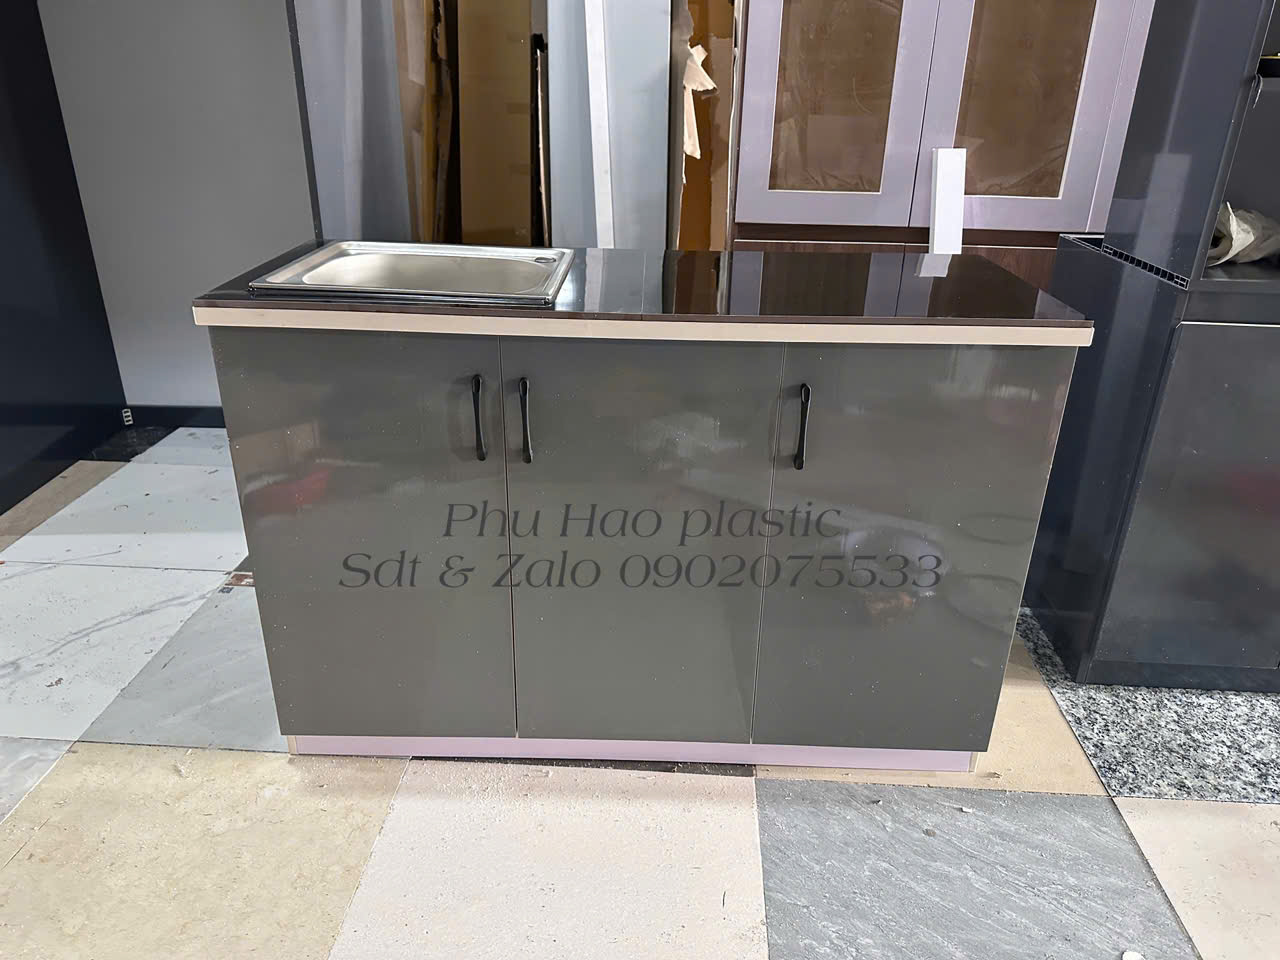 Phu Hao plastic
Sdt & Zalo 0902075533